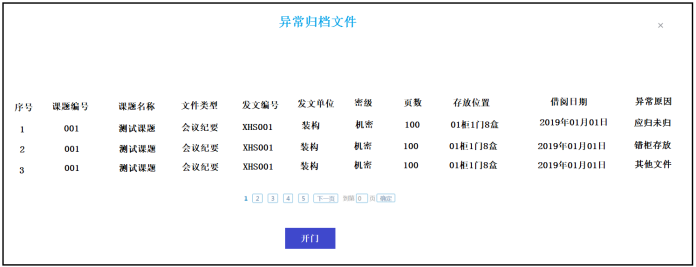 异常归档文件
×
序号 课题编号 课题名称 文件类型 发文编号 发文单位 密级 页数 存放位置 借阅日期 异常原因
1 001 测试课题 会议纪要 XHS001 装构 机密 100 01柜1门8盒 2019年01月01日 应归未归
2 001 测试课题 会议纪要 XHS001 装构 机密 100 01柜1门8盒 2019年01月01日 错柜存放
3 001 测试课题 会议纪要 XHS001 装构 机密 100 01柜1门8盒 2019年01月01日 其他文件
1 2 3 4 5 下一页 到第 0 页 确定
开门